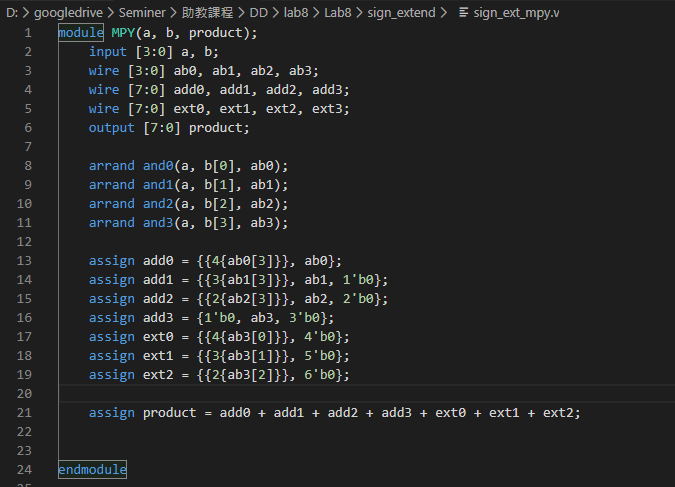 D: > googledrive > Seminer > 助教課程 > DD > lab8 > Lab8 > sign_extend > sign_ext_mpy.v
1 module MPY(a, b, product);
2 input [3:0] a, b;
3 wire [3:0] ab0, ab1, ab2, ab3;
4 wire [7:0] add0, add1, add2, add3;
5 wire [7:0] ext0, ext1, ext2, ext3;
6 output [7:0] product;
7
8 arrand and0(a, b[0], ab0);
9 arrand and1(a, b[1], ab1);
10 arrand and2(a, b[2], ab2);
11 arrand and3(a, b[3], ab3);
12
13 assign add0 = {{4{ab0[3]}}, ab0};
14 assign add1 = {{3{ab1[3]}}, ab1, 1'b0};
15 assign add2 = {{2{ab2[3]}}, ab2, 2'b0};
16 assign add3 = {1'b0, ab3, 3'b0};
17 assign ext0 = {{4{ab3[0]}}, 4'b0};
18 assign ext1 = {{3{ab3[1]}}, 5'b0};
19 assign ext2 = {{2{ab3[2]}}, 6'b0};
20
21 assign product = add0 + add1 + add2 + add3 + ext0 + ext1 + ext2;
22
23
24 endmodule